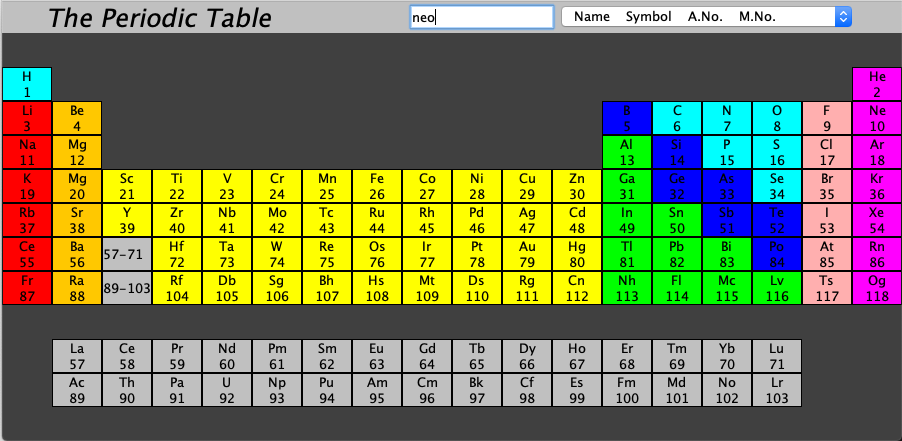 The Periodic Table neo Name Symbol A.No. M.No.
H He
1 2
Li Be B C N O F Ne
3 4 5 6 7 8 9 10
Na Mg Al Si P S Cl Ar
11 12 13 14 15 16 17 18
K Mg Sc Ti V Cr Mn Fe Co Ni Cu Zn Ga Ge As Se Br Kr
19 20 21 22 23 24 25 26 27 28 29 30 31 32 33 34 35 36
Rb Sr Y Zr Nb Mo Tc Ru Rh Pd Ag Cd In Sn Sb Te I Xe
37 38 39 40 41 42 43 44 45 46 47 48 49 50 51 52 53 54
Ce Ba 57-71 Hf Ta W Re Os Ir Pt Au Hg Tl Pb Bi Po At Rn
55 56 72 73 74 75 76 77 78 79 80 81 82 83 84 85 86
Fr Ra 89-103 Rf Db Sg Bh Hs Mt Ds Rg Cn Nh Fl Mc Lv Ts Og
87 88 104 105 106 107 108 109 110 111 112 113 114 115 116 117 118
La Ce Pr Nd Pm Sm Eu Gd Tb Dy Ho Er Tm Yb Lu
57 58 59 60 61 62 63 64 65 66 67 68 69 70 71
Ac Th Pa U Np Pu Am Cm Bk Cf Es Fm Md No Lr
89 90 91 92 93 94 95 96 97 98 99 100 101 102 103